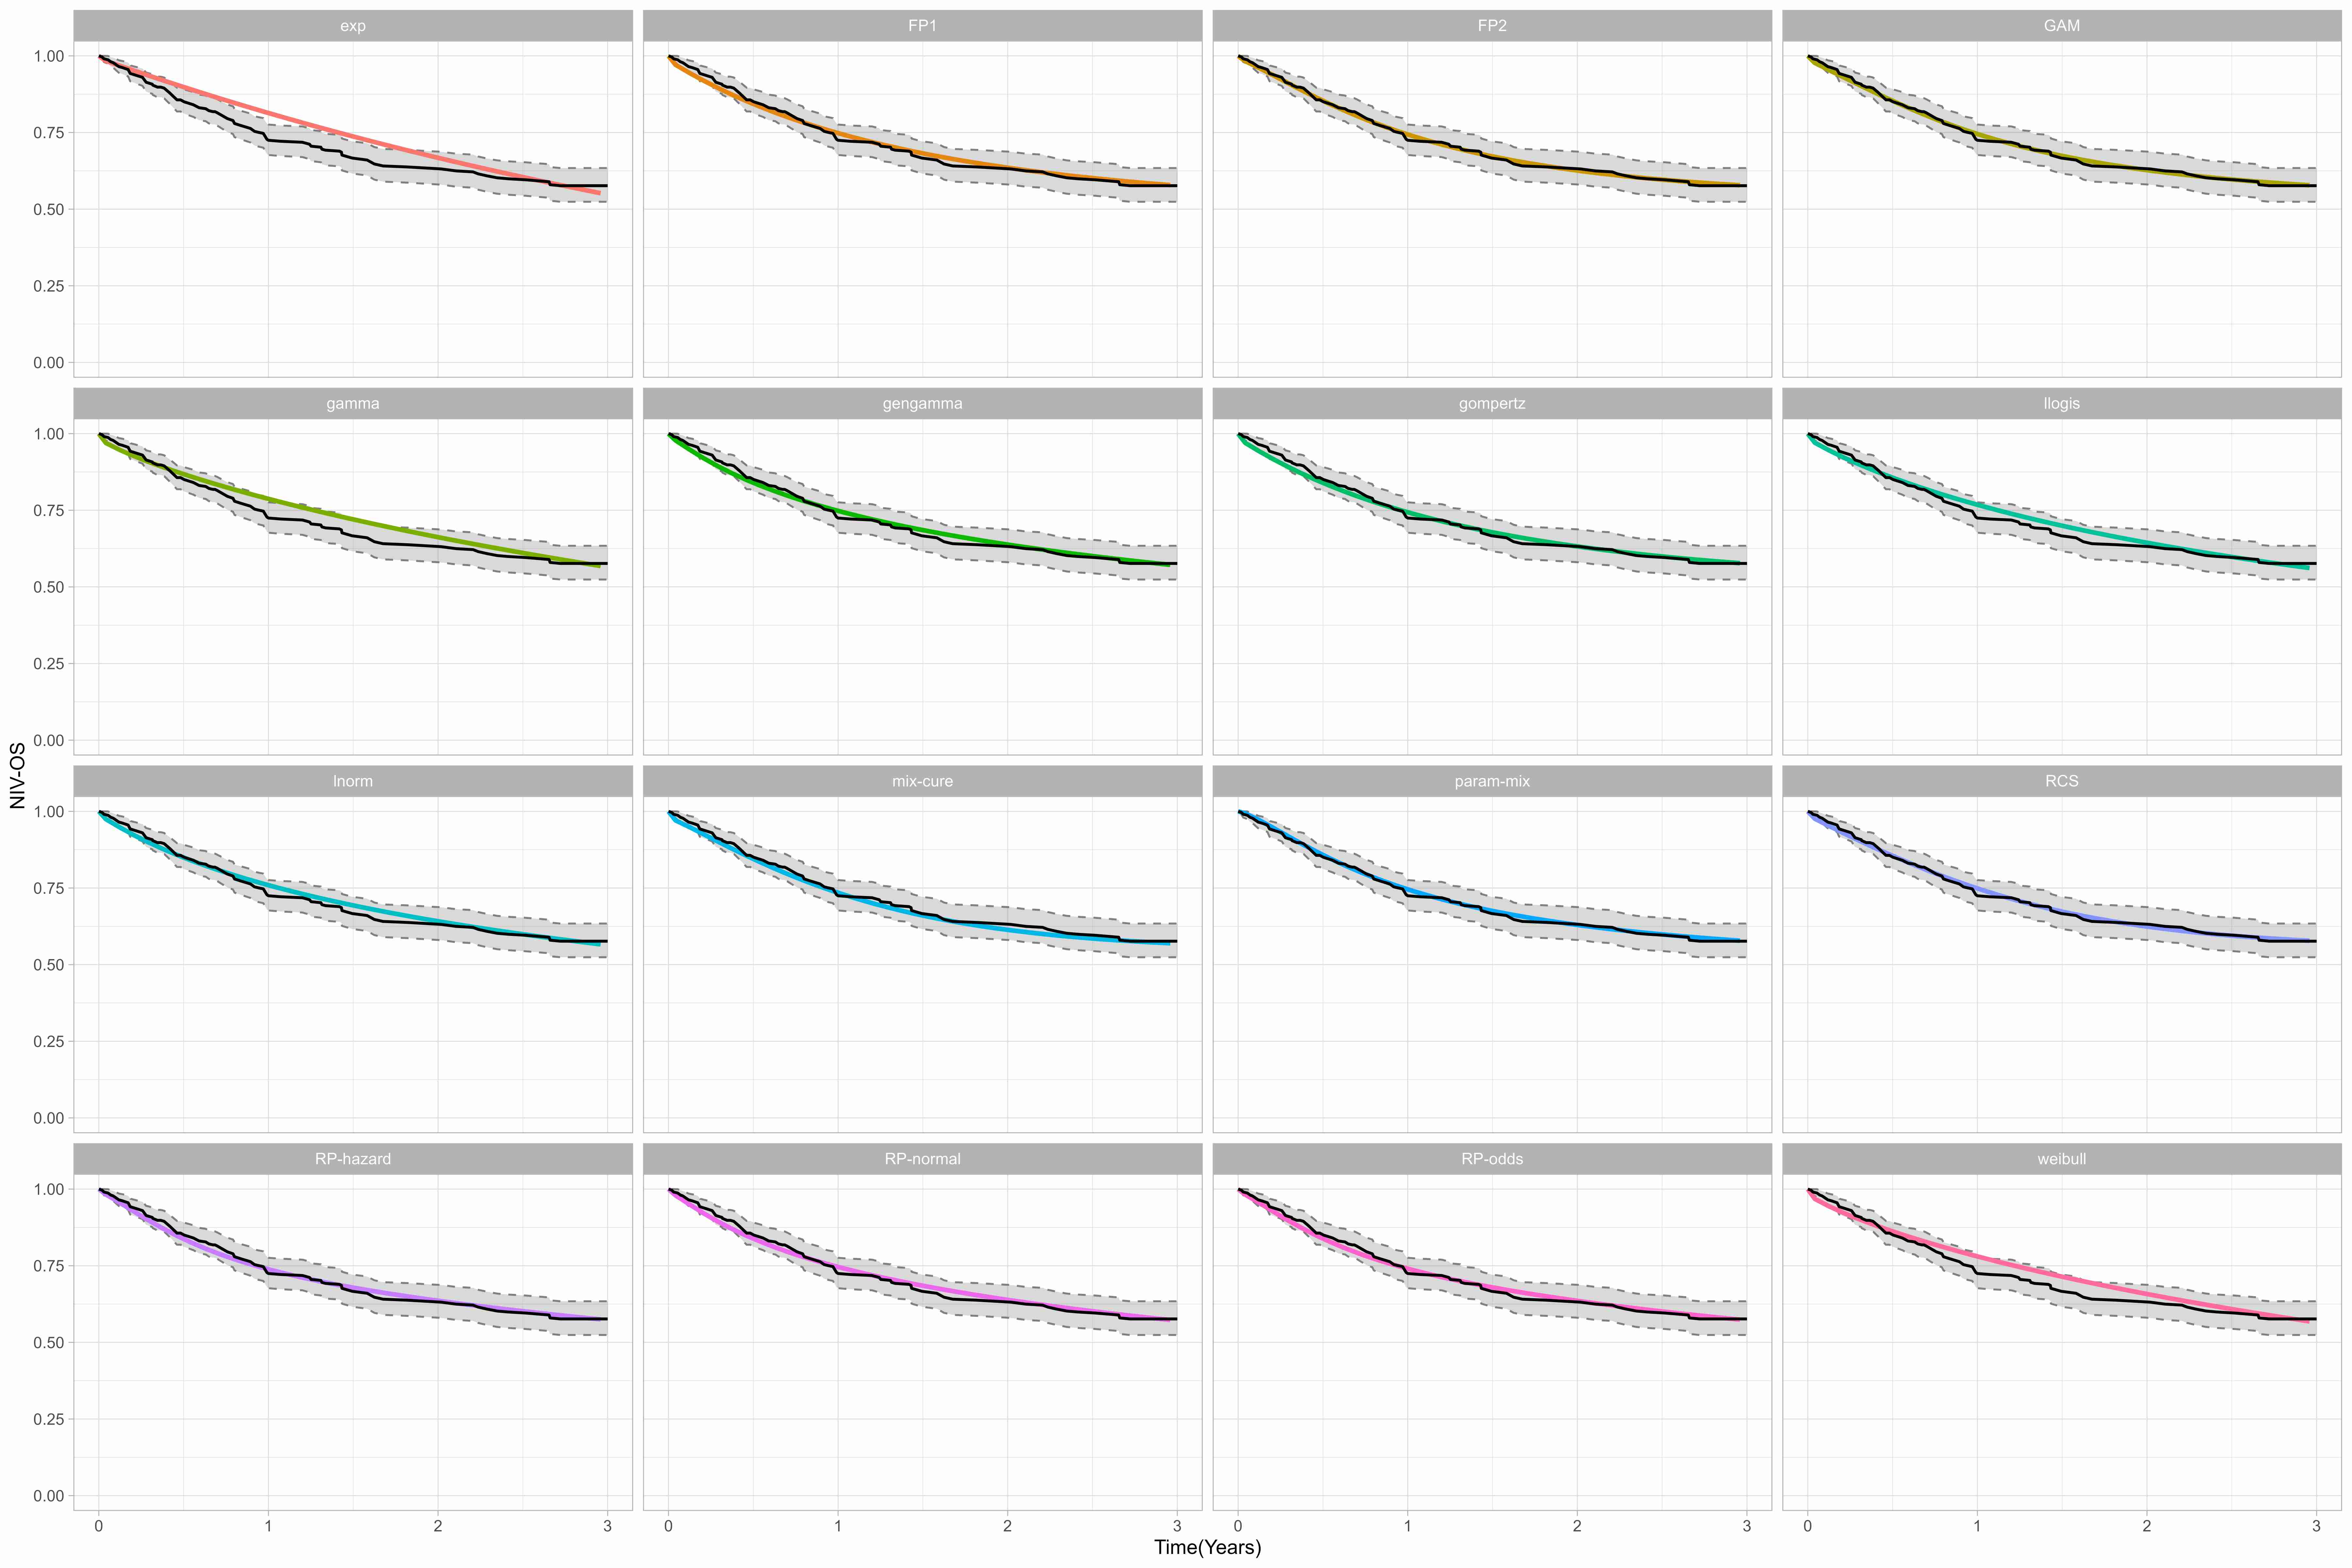 exp FP1 FP2 GAM
1.00
0.75
0.50
0.25
0.00
gamma gengamma gompertz llogis
1.00
0.75
0.50
0.25
0.00
NIV-OS
lnorm mix-cure param-mix RCS
1.00
0.75
0.50
0.25
0.00
RP-hazard RP-normal RP-odds weibull
1.00
0.75
0.50
0.25
0.00
0 1 2 3 0 1 2 3 0 1 2 3 0 1 2 3
Time(Years)